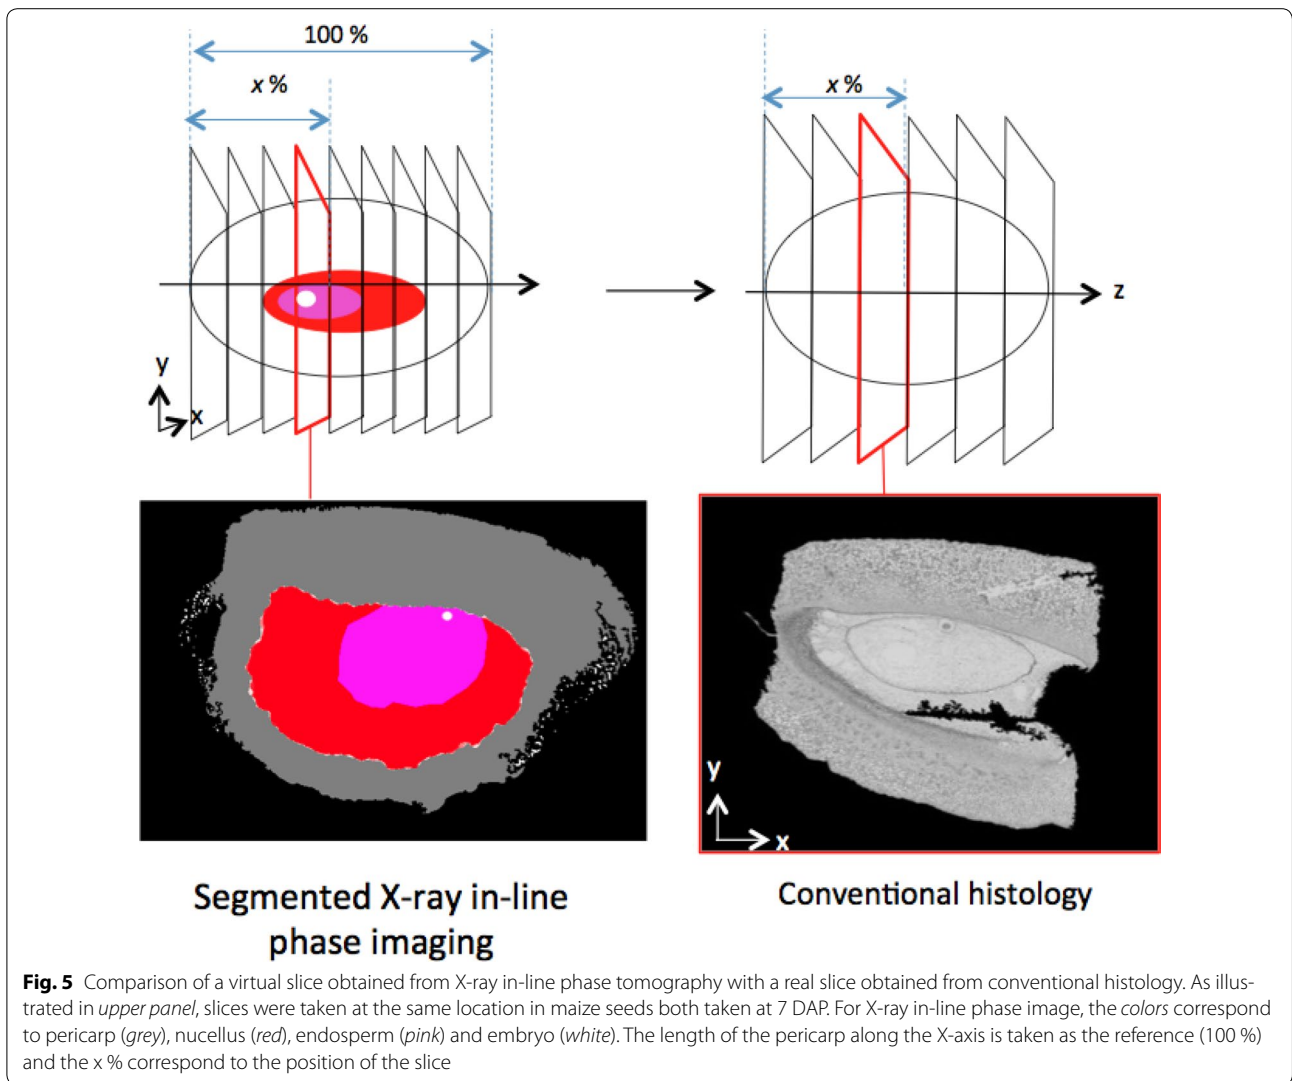 100 %
x %
x %
z
y
x
y
x
Segmented X-ray in-line
phase imaging
Conventional histology
Fig. 5 Comparison of a virtual slice obtained from X-ray in-line phase tomography with a real slice obtained from conventional histology. As illus-
trated in upper panel, slices were taken at the same location in maize seeds both taken at 7 DAP. For X-ray in-line phase image, the colors correspond
to pericarp (grey), nucellus (red), endosperm (pink) and embryo (white). The length of the pericarp along the X-axis is taken as the reference (100 %)
and the x % correspond to the position of the slice